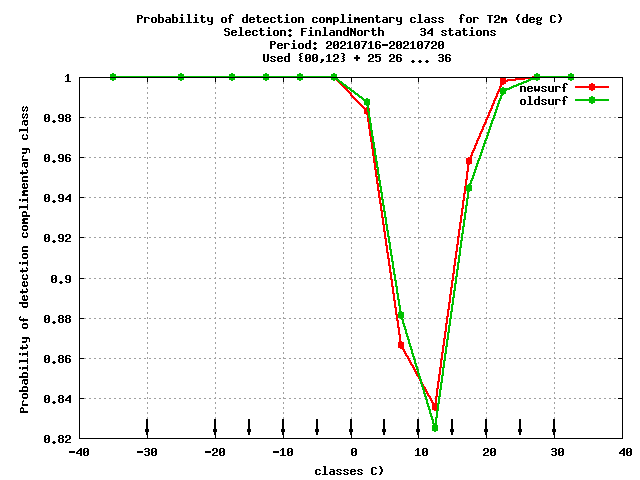 Probability of detection complimentary class  for T2m (deg C)
Selection: FinlandNorth     34 stations
Period: 20210716-20210720
Used {00,12} + 25 26 ... 36
newsurf
oldsurf
1
0.98
0.96
0.94
0.92
0.9
0.88
0.86
0.84
0.82
Probability of detection complimentary class
-40 -30 -20 -10 0 10 20 30 40
classes C)